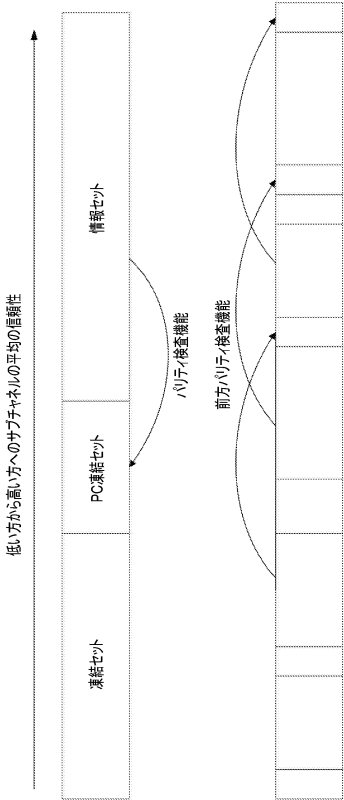 低い方から高い方へのサブチャネルの平均の信頼性
凍結セット
PC凍結セット
情報セット
パリティ検査機能
前方パリティ検査機能